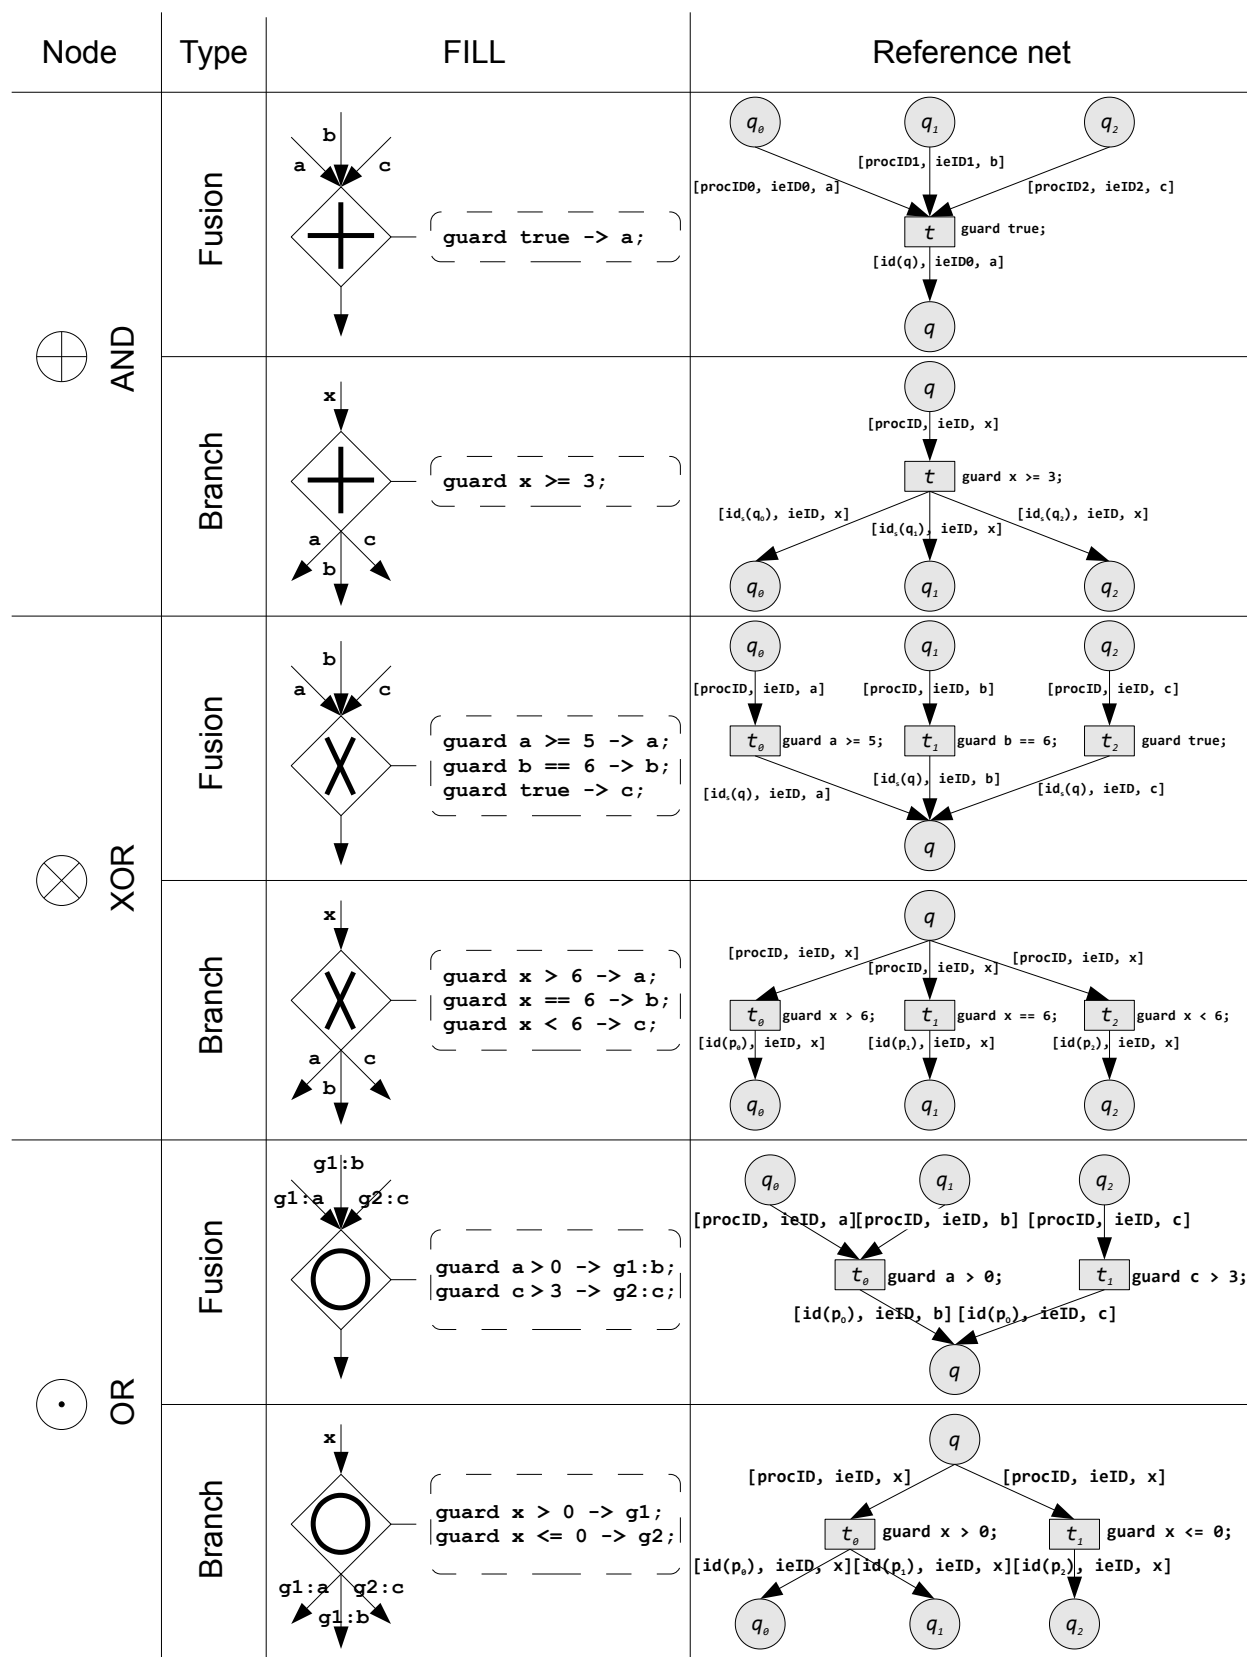 Node Type FILL Reference net
AND
Fusion
b
a c
guard true -> a;
q₀ q₁ q₂
[procID1, ieID1, b]
[procID0, ieID0, a] [procID2, ieID2, c]
t guard true;
[id(q), ieID0, a]
q
Branch
x
guard x >= 3;
a c
b
q
[procID, ieID, x]
t guard x >= 3;
[idₛ(q₀), ieID, x] [idₛ(q₁), ieID, x] [idₛ(q₂), ieID, x]
q₀ q₁ q₂
XOR
Fusion
b
a c
guard a >= 5 -> a;
guard b == 6 -> b;
guard true -> c;
q₀ q₁ q₂
[procID, ieID, a] [procID, ieID, b] [procID, ieID, c]
t₀ guard a >= 5; t₁ guard b == 6; t₂ guard true;
[idₛ(q), ieID, a] [idₛ(q), ieID, b] [idₛ(q), ieID, c]
q
Branch
x
guard x > 6 -> a;
guard x == 6 -> b;
guard x < 6 -> c;
a c
b
q
[procID, ieID, x] [procID, ieID, x] [procID, ieID, x]
t₀ guard x > 6; t₁ guard x == 6; t₂ guard x < 6;
[id(p₀), ieID, x] [id(p₁), ieID, x] [id(p₂), ieID, x]
q₀ q₁ q₂
OR
Fusion
g1:b
g1:a g2:c
guard a > 0 -> g1:b;
guard c > 3 -> g2:c;
q₀ q₁ q₂
[procID, ieID, a] [procID, ieID, b] [procID, ieID, c]
t₀ guard a > 0; t₁ guard c > 3;
[id(p₀), ieID, b] [id(p₀), ieID, c]
q
Branch
x
guard x > 0 -> g1;
guard x <= 0 -> g2;
g1:a g2:c
g1:b
q
[procID, ieID, x] [procID, ieID, x]
t₀ guard x > 0; t₁ guard x <= 0;
[id(p₀), ieID, x] [id(p₁), ieID, x] [id(p₂), ieID, x]
q₀ q₁ q₂